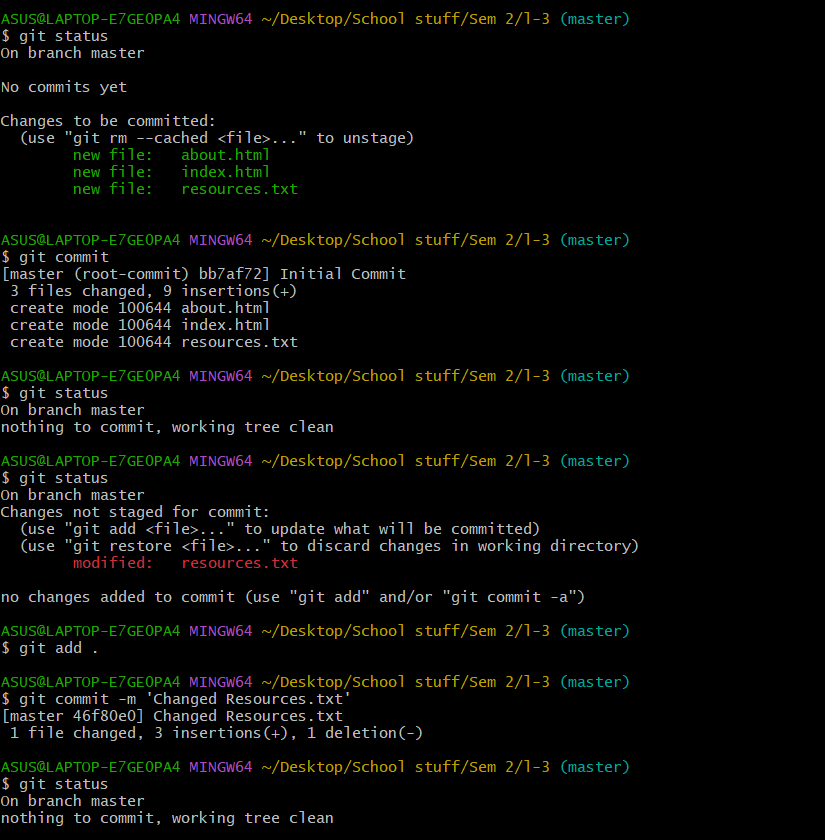 ASUS@LAPTOP-E7GE0PA4 MINGW64 ~/Desktop/School stuff/Sem 2/l-3 (master)
$ git status
On branch master
No commits yet
Changes to be committed:
  (use "git rm --cached <file>..." to unstage)
        new file:   about.html
        new file:   index.html
        new file:   resources.txt
ASUS@LAPTOP-E7GE0PA4 MINGW64 ~/Desktop/School stuff/Sem 2/l-3 (master)
$ git commit
[master (root-commit) bb7af72] Initial Commit
 3 files changed, 9 insertions(+)
 create mode 100644 about.html
 create mode 100644 index.html
 create mode 100644 resources.txt
ASUS@LAPTOP-E7GE0PA4 MINGW64 ~/Desktop/School stuff/Sem 2/l-3 (master)
$ git status
On branch master
nothing to commit, working tree clean
ASUS@LAPTOP-E7GE0PA4 MINGW64 ~/Desktop/School stuff/Sem 2/l-3 (master)
$ git status
On branch master
Changes not staged for commit:
  (use "git add <file>..." to update what will be committed)
  (use "git restore <file>..." to discard changes in working directory)
        modified:   resources.txt
no changes added to commit (use "git add" and/or "git commit -a")
ASUS@LAPTOP-E7GE0PA4 MINGW64 ~/Desktop/School stuff/Sem 2/l-3 (master)
$ git add .
ASUS@LAPTOP-E7GE0PA4 MINGW64 ~/Desktop/School stuff/Sem 2/l-3 (master)
$ git commit -m 'Changed Resources.txt'
[master 46f80e0] Changed Resources.txt
 1 file changed, 3 insertions(+), 1 deletion(-)
ASUS@LAPTOP-E7GE0PA4 MINGW64 ~/Desktop/School stuff/Sem 2/l-3 (master)
$ git status
On branch master
nothing to commit, working tree clean